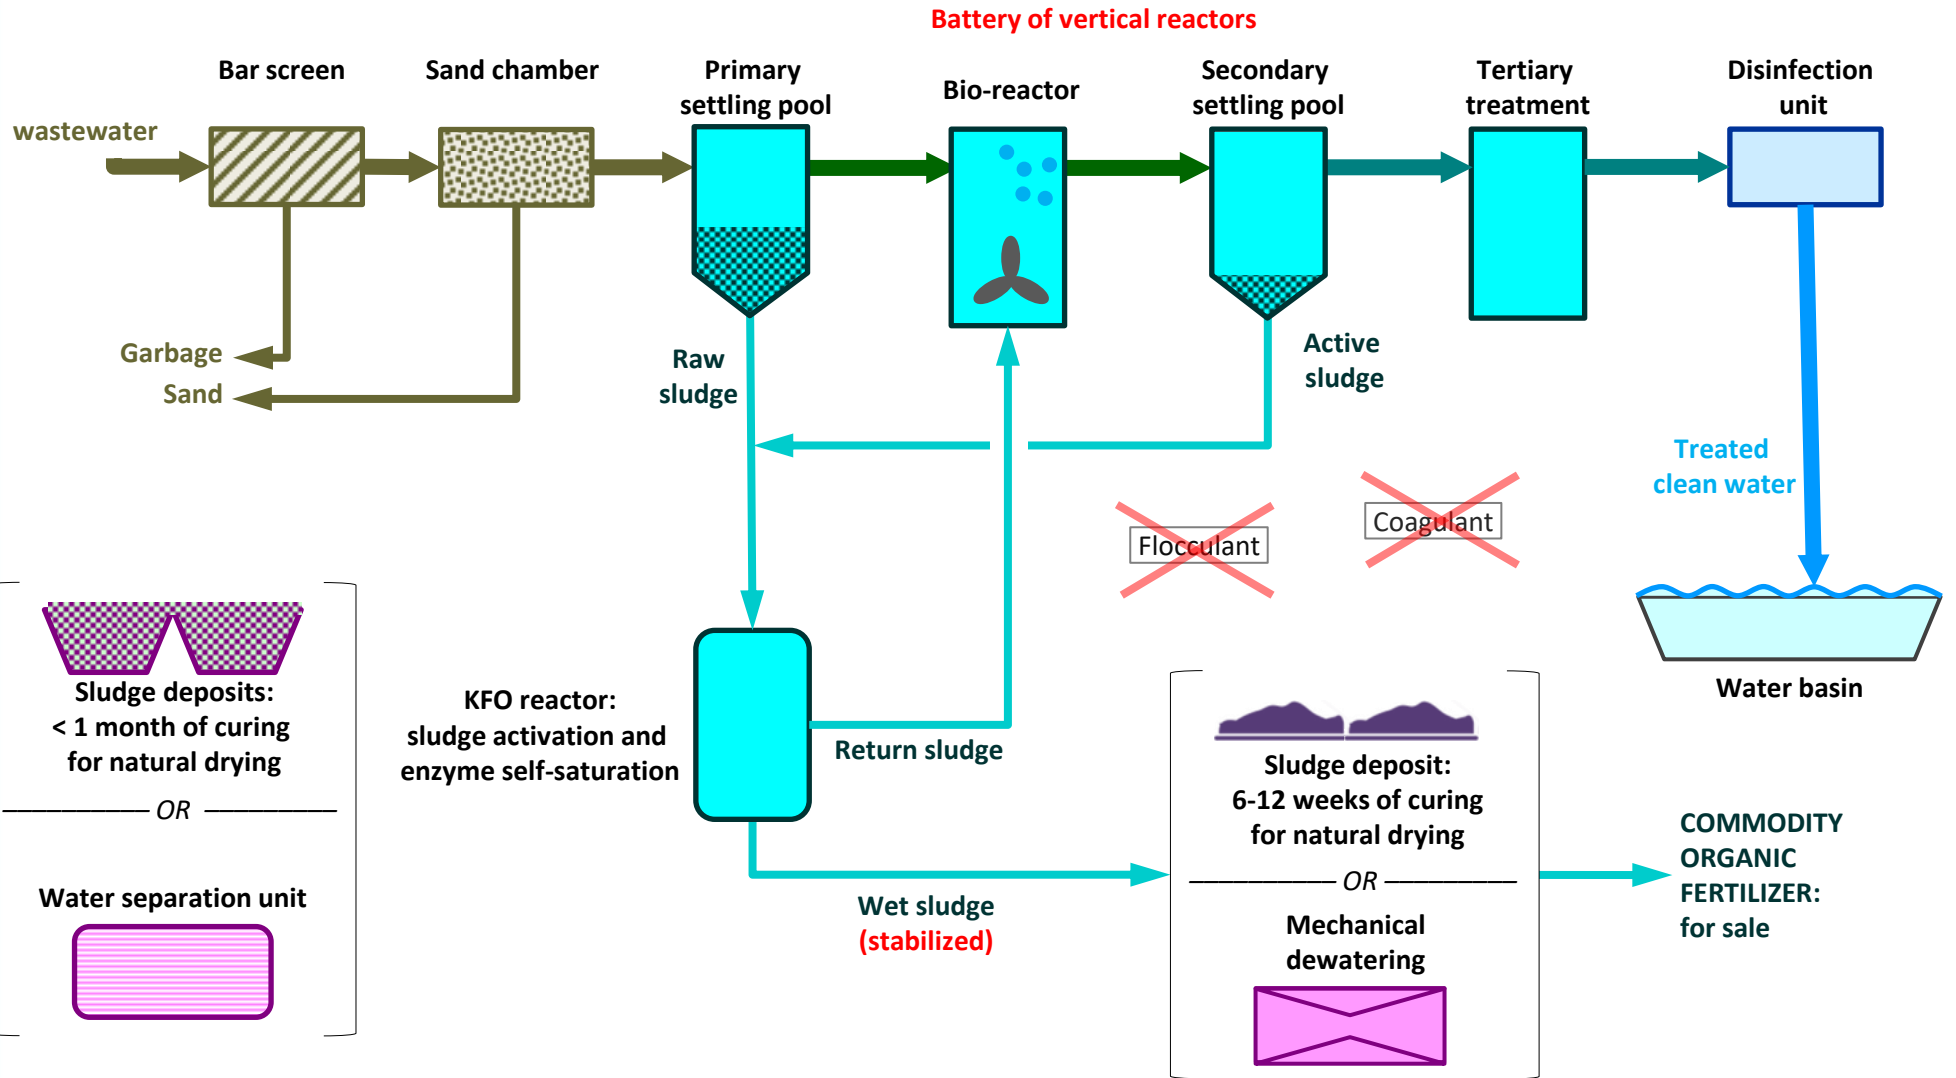 Battery of vertical reactors
Bar screen
Sand chamber
Primary
settling pool
Bio-reactor
Secondary
settling pool
Tertiary
treatment
Disinfection
unit
wastewater
Garbage
Sand
Raw
sludge
Active
sludge
Treated
clean water
Flocculant
Coagulant
Water basin
Sludge deposits:
< 1 month of curing
for natural drying
OR
Water separation unit
KFO reactor:
sludge activation and
enzyme self-saturation
Return sludge
Wet sludge
(stabilized)
Sludge deposit:
6-12 weeks of curing
for natural drying
OR
Mechanical
dewatering
COMMODITY
ORGANIC
FERTILIZER:
for sale